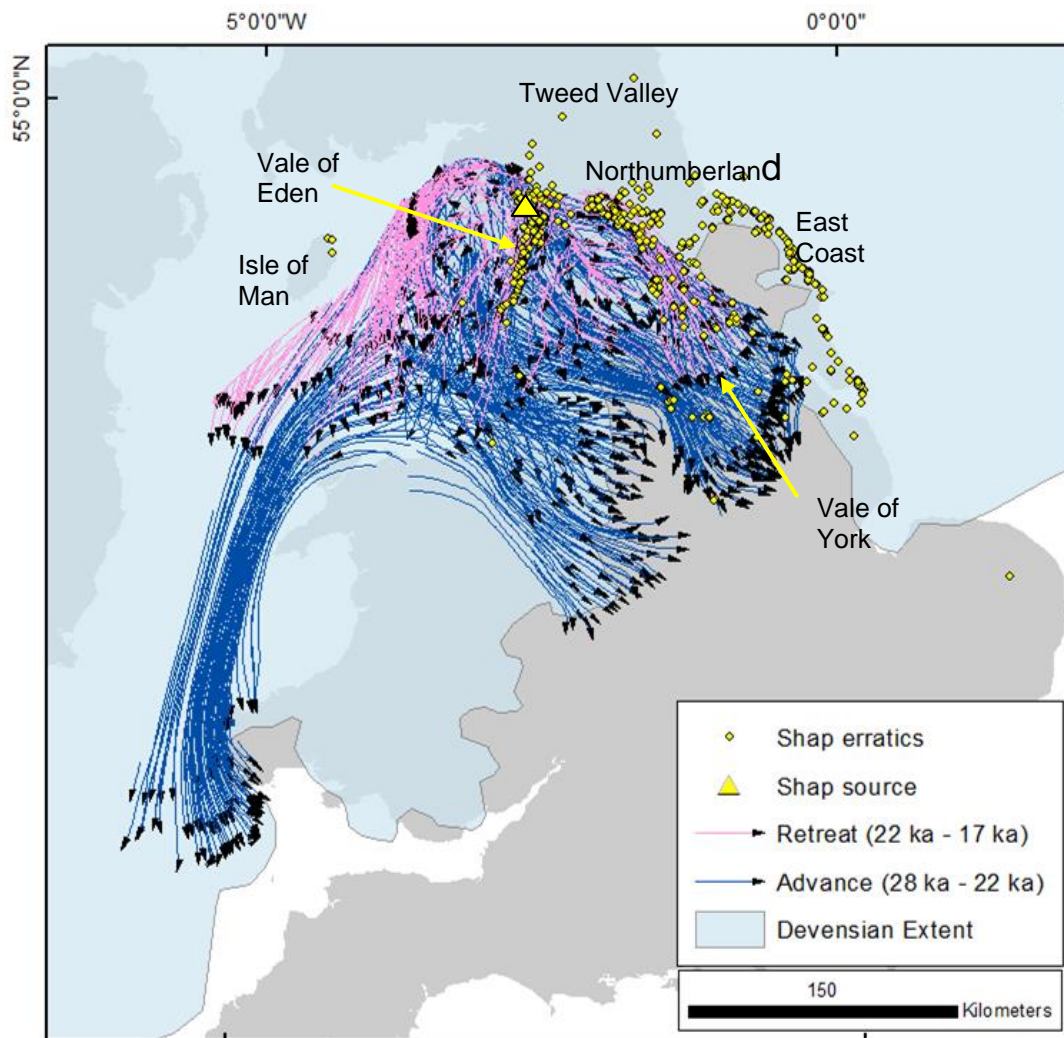 5°0'0"W
0°0'0"E
55°0'0"N
Tweed Valley
Vale of
Eden
Northumberland
East
Coast
Isle of
Man
Vale of
York
Shap erratics
Shap source
Retreat (22 ka - 17 ka)
Advance (28 ka - 22 ka)
Devensian Extent
150
Kilometers